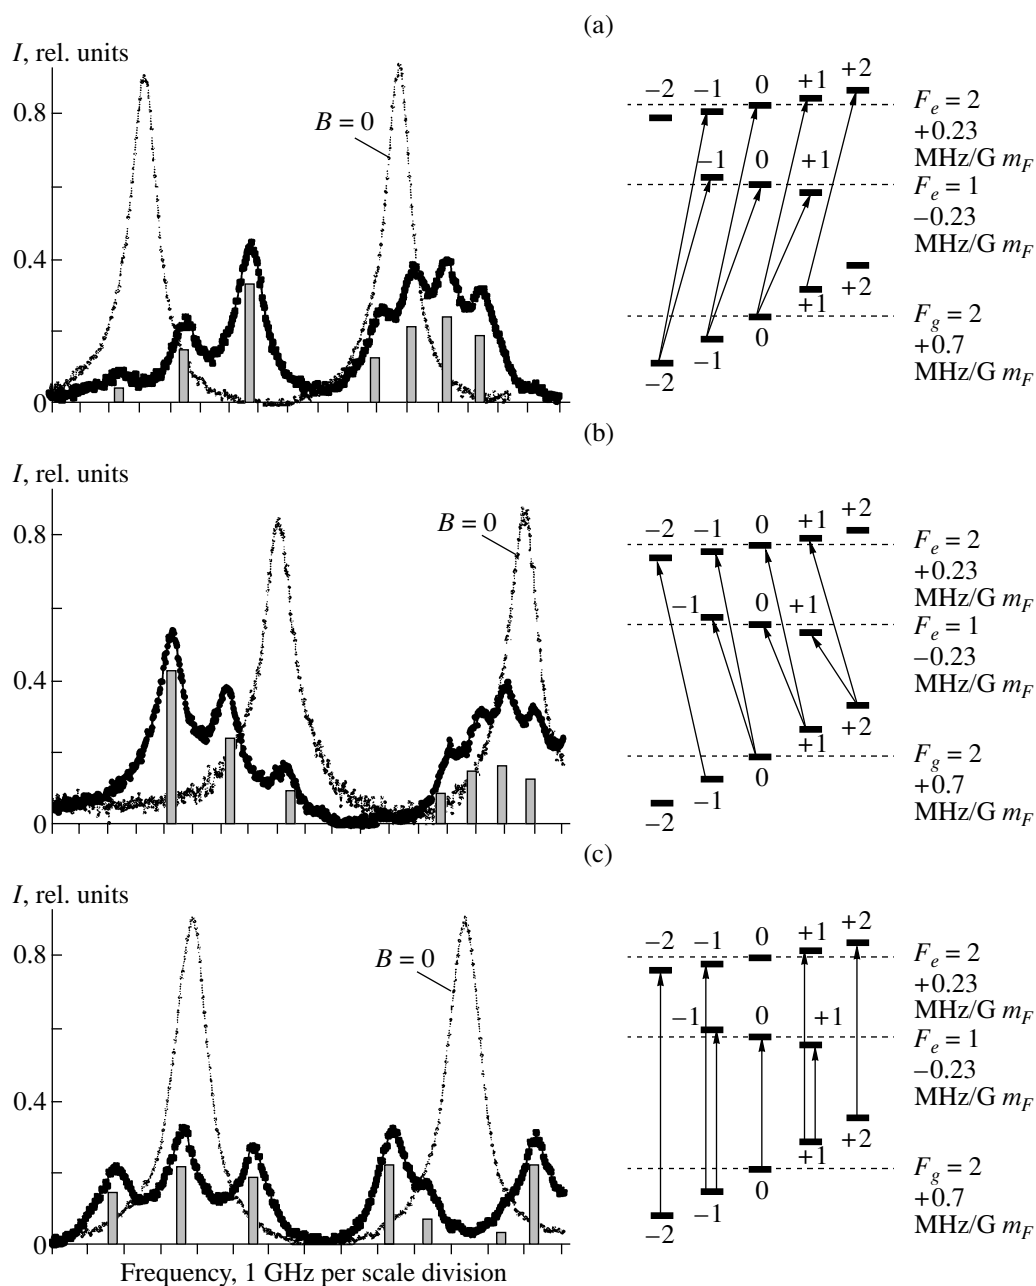 (a)
I, rel. units
0.8
0.4
0
B = 0
–2 –1 0 +1 +2
–1 0 +1
+1 +2
–2 –1 0
F_e = 2
+0.23
MHz/G m_F
F_e = 1
–0.23
MHz/G m_F
F_g = 2
+0.7
MHz/G m_F
(b)
I, rel. units
0.8
0.4
0
B = 0
–2 –1 0 +1 +2
–1 0 +1
–2 –1 0 +1 +2
F_e = 2
+0.23
MHz/G m_F
F_e = 1
–0.23
MHz/G m_F
F_g = 2
+0.7
MHz/G m_F
(c)
I, rel. units
0.8
0.4
0
B = 0
–2 –1 0 +1 +2
–1 0 +1
–2 –1 0 +1 +2
F_e = 2
+0.23
MHz/G m_F
F_e = 1
–0.23
MHz/G m_F
F_g = 2
+0.7
MHz/G m_F
Frequency, 1 GHz per scale division